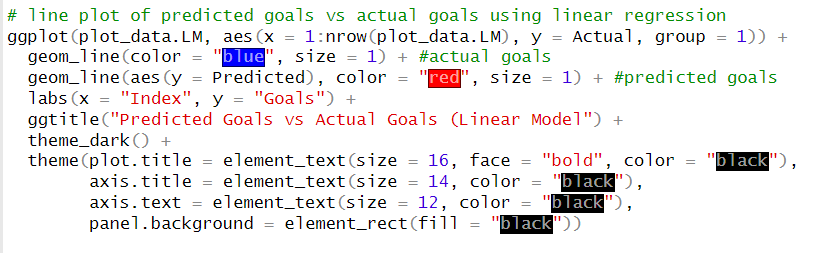 # line plot of predicted goals vs actual goals using linear regression
ggplot(plot_data.LM, aes(x = 1:nrow(plot_data.LM), y = Actual, group = 1)) +
  geom_line(color = "blue", size = 1) + #actual goals
  geom_line(aes(y = Predicted), color = "red", size = 1) + #predicted goals
  labs(x = "Index", y = "Goals") +
  ggtitle("Predicted Goals vs Actual Goals (Linear Model") +
  theme_dark() +
  theme(plot.title = element_text(size = 16, face = "bold", color = "black"),
        axis.title = element_text(size = 14, color = "black"),
        axis.text = element_text(size = 12, color = "black"),
        panel.background = element_rect(fill = "black"))